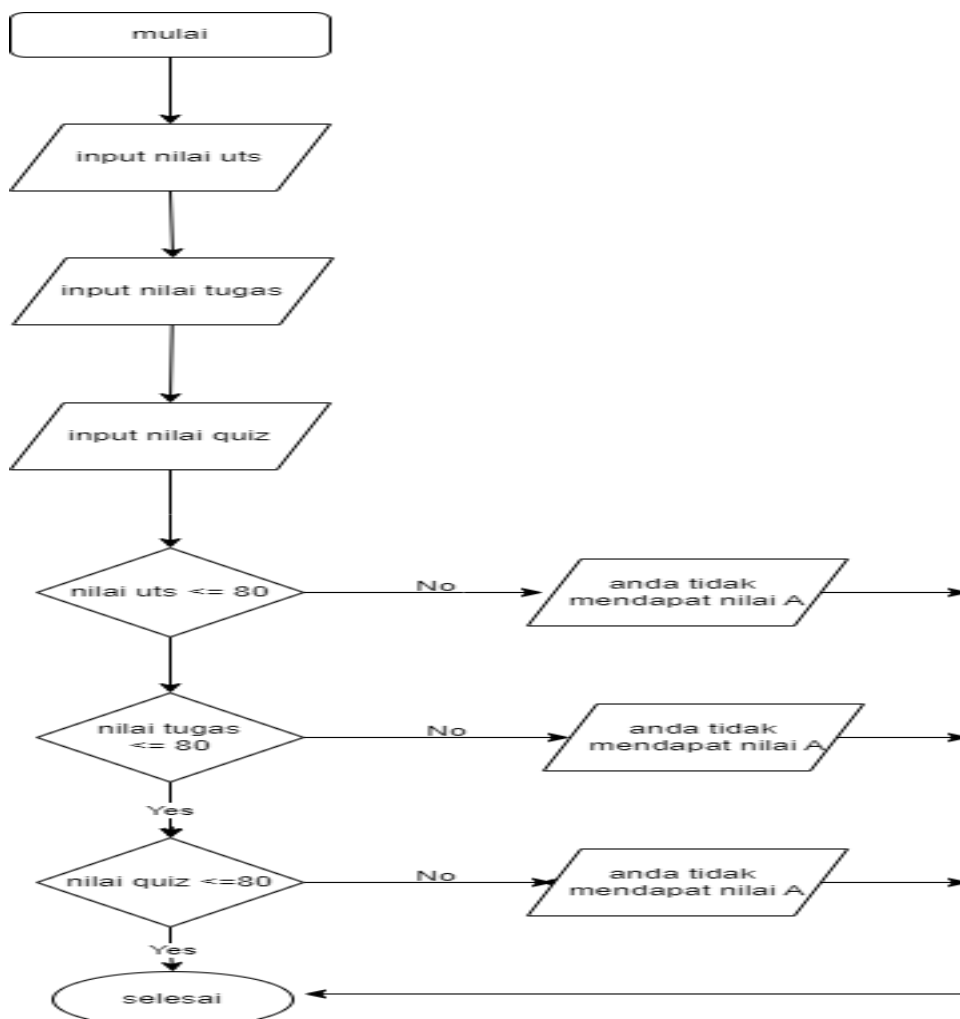 mulai
input nilai uts
input nilai tugas
input nilai quiz
nilai uts <= 80
No
anda tidak
mendapat nilai A
nilai tugas
<= 80
No
anda tidak
mendapat nilai A
Yes
nilai quiz <=80
No
anda tidak
mendapat nilai A
Yes
selesai